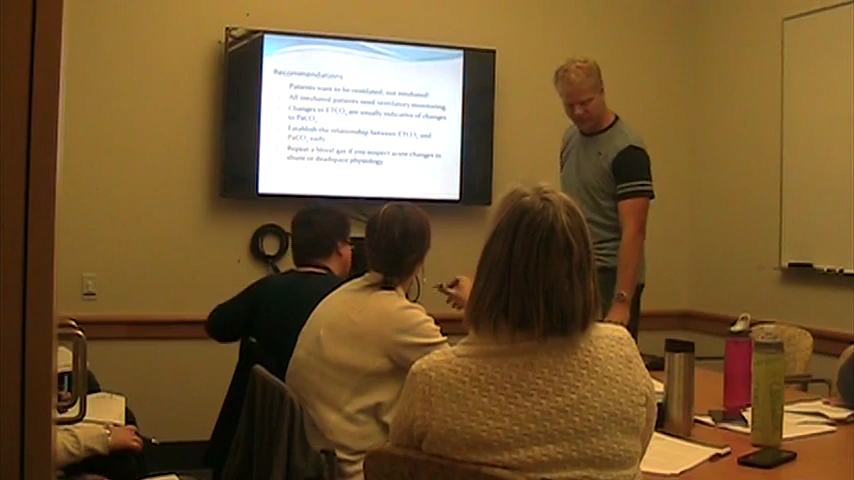 Recommendations
Patients want to be ventilated, not intubated!
All intubated patients need ventilatory monitoring.
Changes in ETCO2 are usually indicative of changes
in PaCO2
Establish the relationship between ETCO2 and
PaCO2 early
Repeat a blood gas if you suspect acute changes in
shunt or deadspace physiology